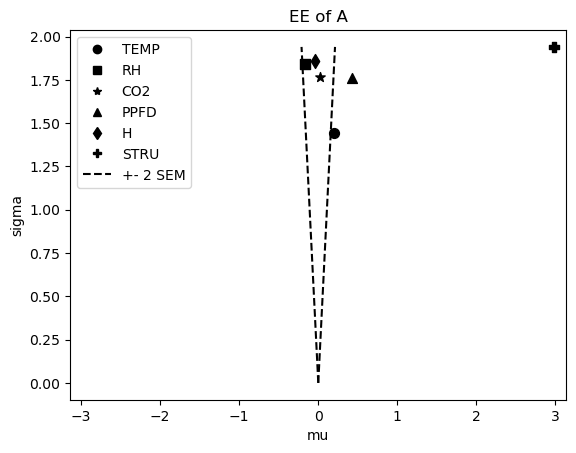 EE of A
TEMP
RH
CO2
PPFD
H
STRU
+- 2 SEM
sigma
2.00
1.75
1.50
1.25
1.00
0.75
0.50
0.25
0.00
−3
−2
−1
0
1
2
3
mu